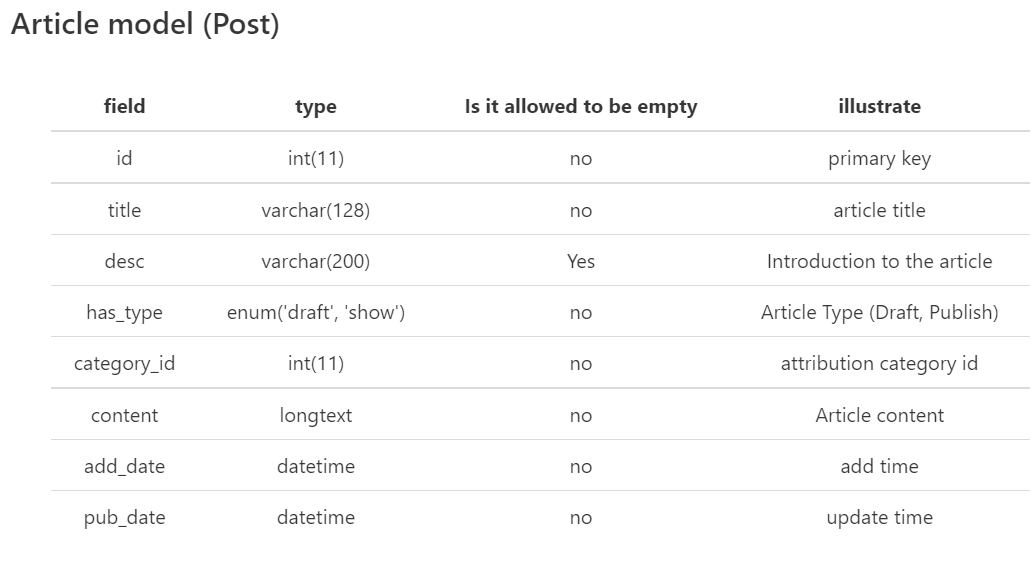 Article model (Post)
field type Is it allowed to be empty illustrate
id int(11) no primary key
title varchar(128) no article title
desc varchar(200) Yes Introduction to the article
has_type enum('draft', 'show') no Article Type (Draft, Publish)
category_id int(11) no attribution category id
content longtext no Article content
add_date datetime no add time
pub_date datetime no update time